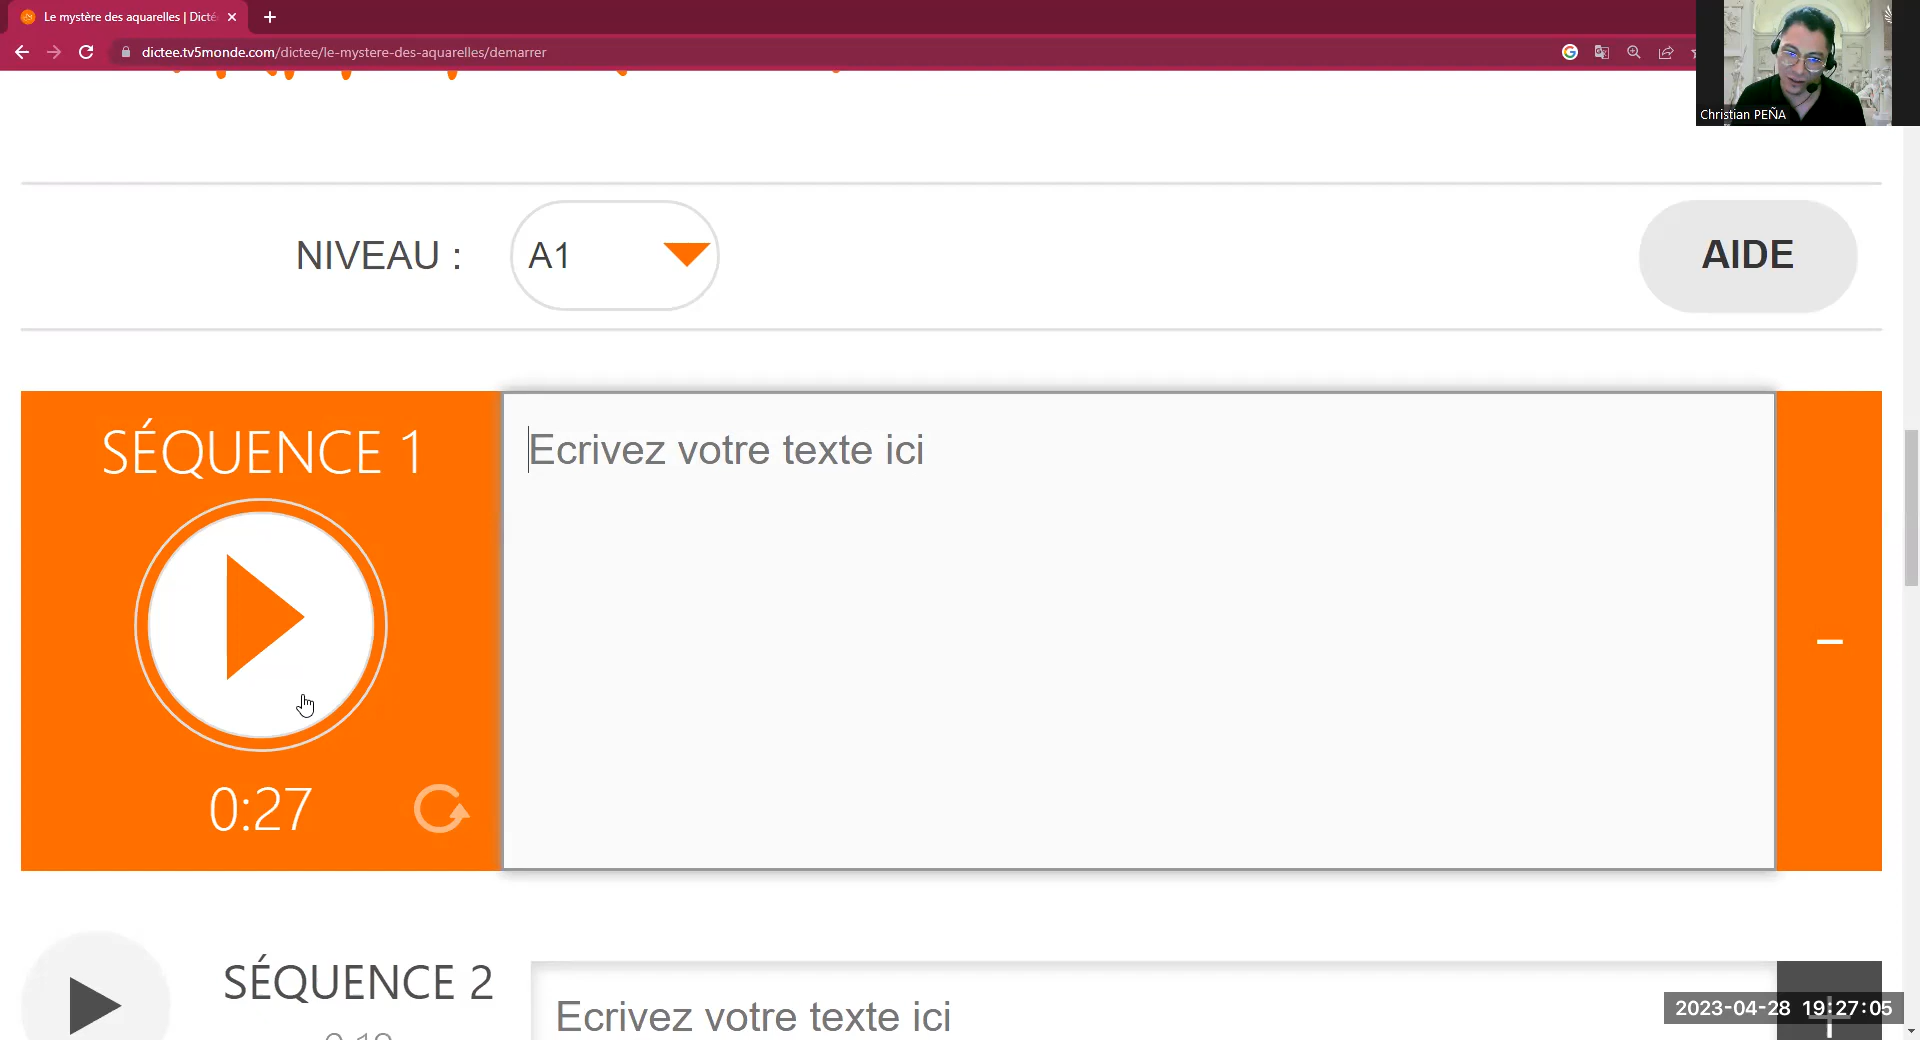 Le mystère des aquarelles | Dicté
dictee.tv5monde.com/dictee/le-mystere-des-aquarelles/demarrer
Christian PEÑA
NIVEAU :
A1
AIDE
SÉQUENCE 1
Ecrivez votre texte ici
0:27
SÉQUENCE 2
Ecrivez votre texte ici
2023-04-28 19:27:05